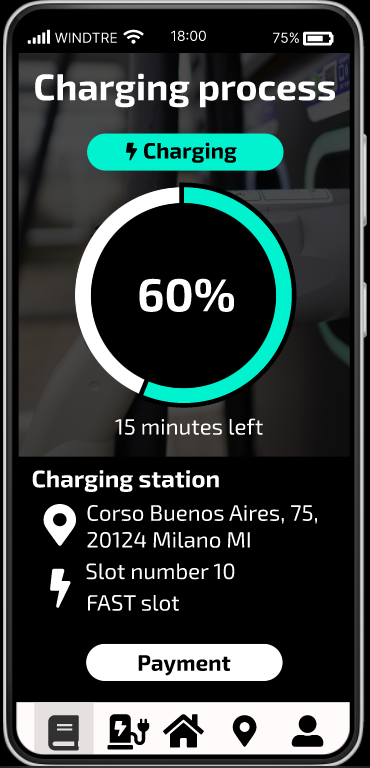 WINDTRE 18:00 75%
Charging process
Charging
60%
15 minutes left
Charging station
Corso Buenos Aires, 75,
20124 Milano MI
Slot number 10
FAST slot
Payment